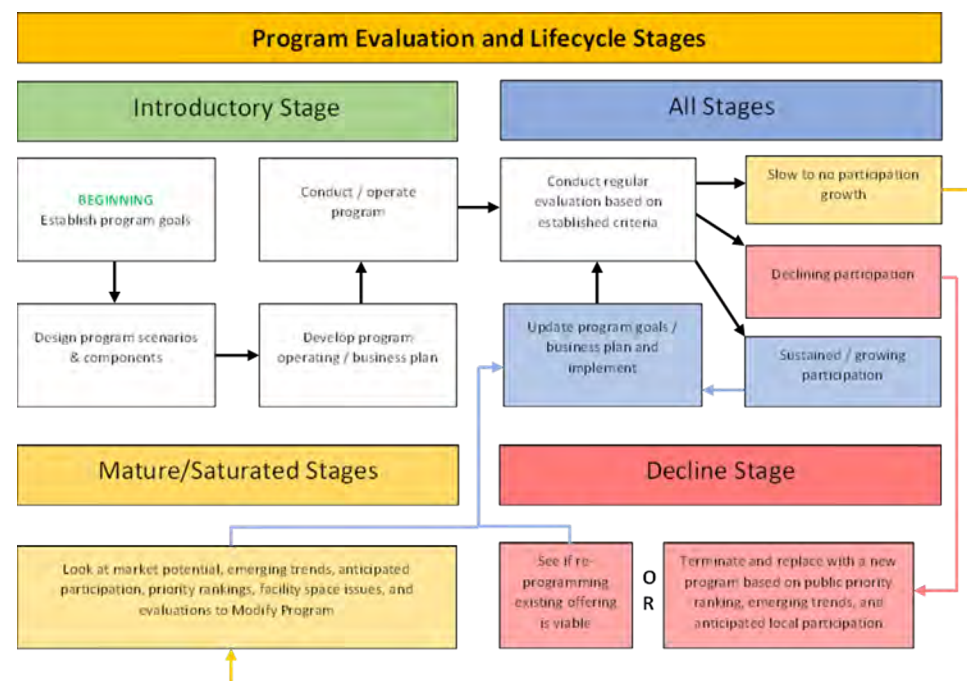 Program Evaluation and Lifecycle Stages
Introductory Stage
All Stages
BEGINNING
Establish program goals
Conduct / operate
program
Conduct regular
evaluation based on
established criteria
Slow to no participation
growth
Declining participation
Design program scenarios
& components
Develop program
operating / business plan
Update program goals /
business plan and
implement
Sustained / growing
participation
Mature/Saturated Stages
Decline Stage
Look at market potential, emerging trends, anticipated
participation, priority rankings, facility space issues, and
evaluations to Modify Program
See if re-
programming
existing offering
is viable
O
R
Terminate and replace with a new
program based on public priority
ranking, emerging trends, and
anticipated local participation